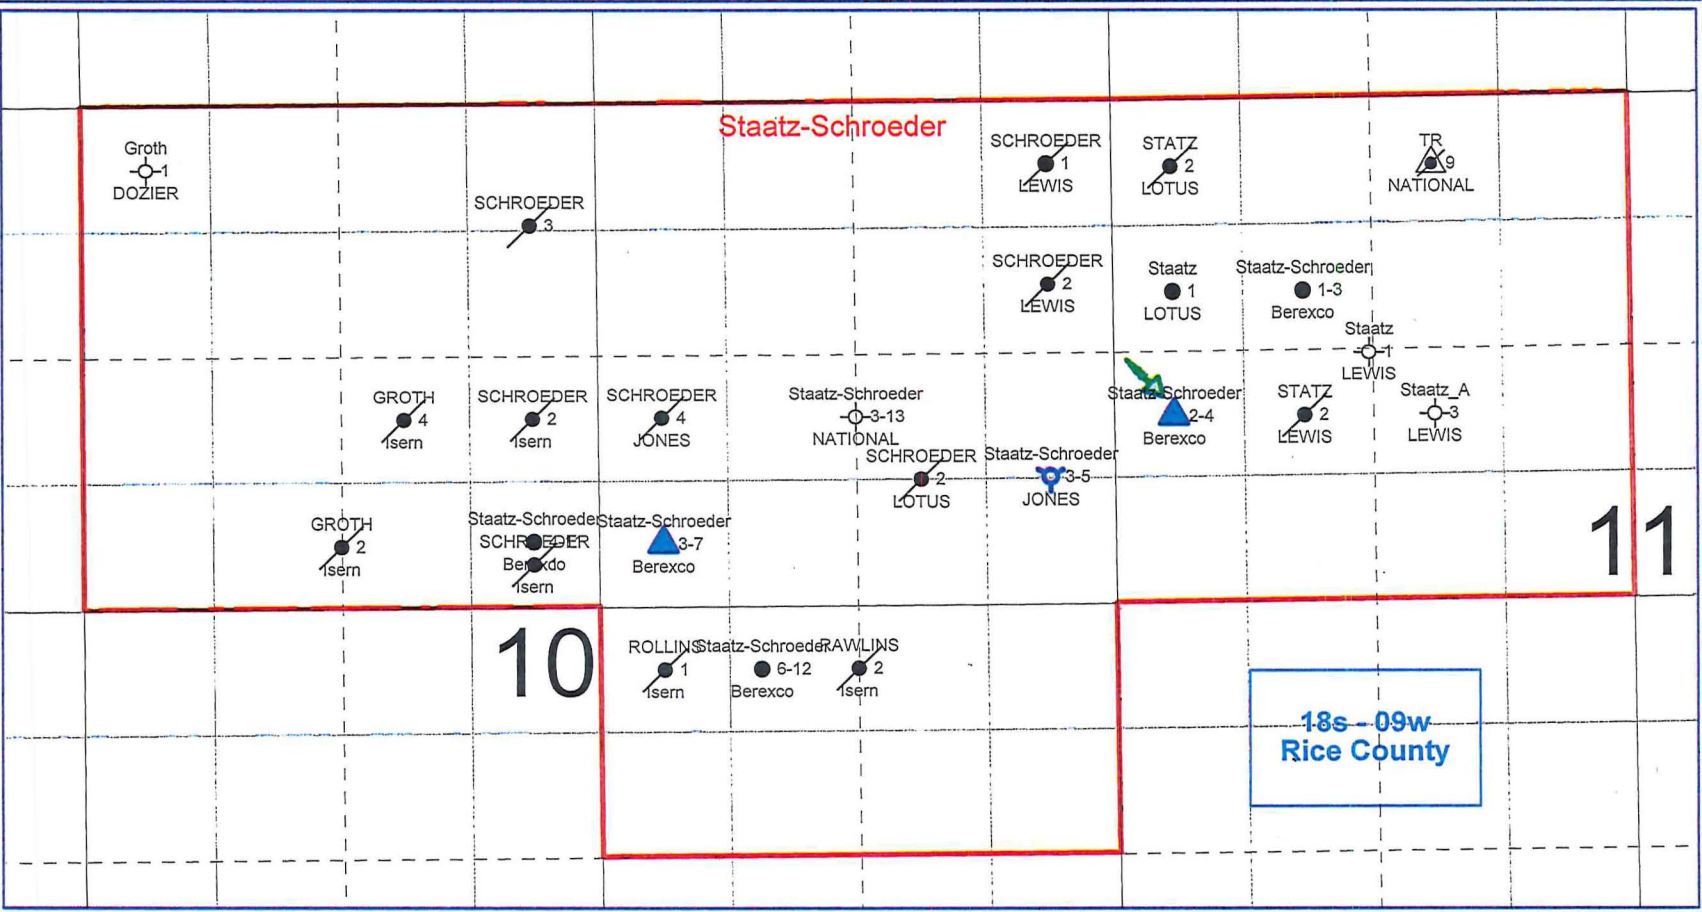 Staatz-Schroeder
Groth
1
DOZIER
SCHROEDER
1
LEWIS
STATZ
2
LOTUS
TR
9
NATIONAL
SCHROEDER
3
SCHROEDER
2
LEWIS
Staatz
1
LOTUS
Staatz-Schroeder
1-3
Berexco
Staatz
1
LEWIS
GROTH
4
Isern
SCHROEDER
2
Isern
SCHROEDER
4
JONES
Staatz-Schroeder
3-13
NATIONAL
Staatz-Schroeder
2-4
Berexco
STATZ
2
LEWIS
Staatz_A
3
LEWIS
SCHROEDER
2
LOTUS
Staatz-Schroeder
3-5
JONES
GROTH
2
Isern
Staatz-Schroeder
SCHROEDER
Berexco
Isern
Staatz-Schroeder
3-7
Berexco
11
10
ROLLINS
1
Isern
Staatz-Schroeder
6-12
Berexco
RAWLINS
2
Isern
18s - 09w
Rice County